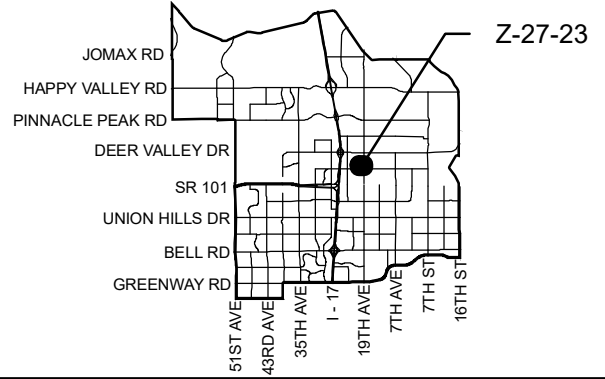 Z-27-23
JOMAX RD
HAPPY VALLEY RD
PINNACLE PEAK RD
DEER VALLEY DR
SR 101
UNION HILLS DR
BELL RD
GREENWAY RD
51ST AVE
43RD AVE
35TH AVE
I - 17
19TH AVE
7TH AVE
7TH ST
16TH ST